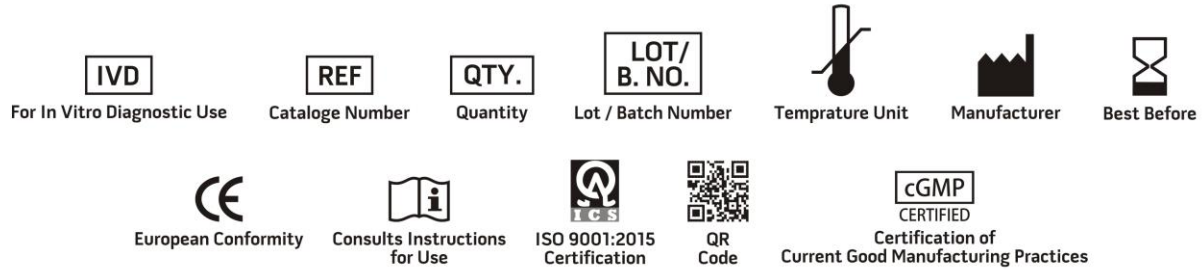 IVD
For In Vitro Diagnostic Use
REF
Cataloge Number
QTY.
Quantity
LOT/
B. NO.
Lot / Batch Number
Temprature Unit
Manufacturer
Best Before
CE
European Conformity
i
Consults Instructions
for Use
ICS
ISO 9001:2015
Certification
QR
Code
cGMP
CERTIFIED
Certification of
Current Good Manufacturing Practices